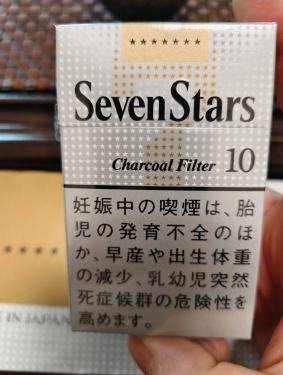 SevenStars
Charcoal Filter 10
妊娠中の喫煙は、胎
児の発育不全のほ
か、早産や出生体重
の減少、乳幼児突然
死症候群の危険性を
高めます。
IN JAPAN